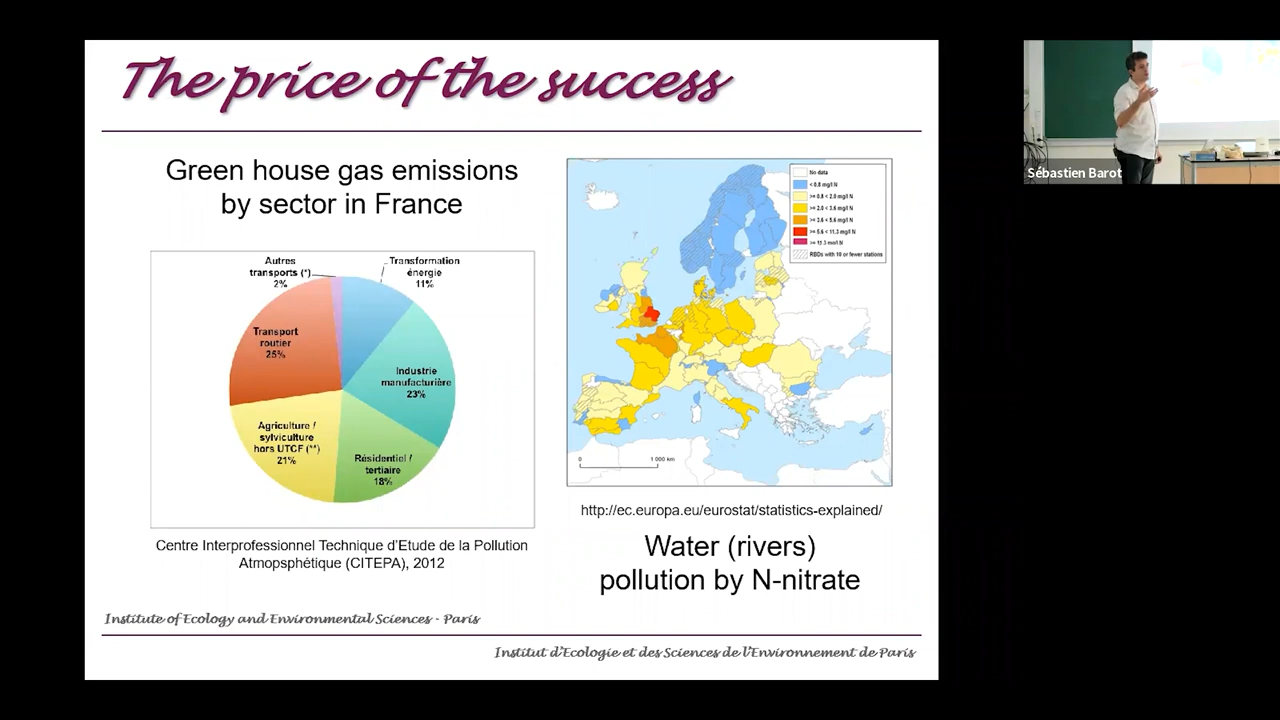 The price of the success
Green house gas emissions
by sector in France
Autres
transports (*)
2%
Transformation
énergie
11%
Transport
routier
25%
Industrie
manufacturière
23%
Agriculture /
sylviculture
hors UTCF (**)
21%
Résidentiel /
tertiaire
18%
Centre Interprofessionnel Technique d'Etude de la Pollution
Atmopsphétique (CITEPA), 2012
No data
< 0.8 mg/l N
>= 0.8 < 2.0 mg/l N
>= 2.0 < 3.6 mg/l N
>= 3.6 < 5.6 mg/l N
>= 5.6 < 11.3 mg/l N
>= 11.3 mg/l N
RBDs with 10 or fewer stations
0
1 000 km
http://ec.europa.eu/eurostat/statistics-explained/
Water (rivers)
pollution by N-nitrate
Institute of Ecology and Environmental Sciences - Paris
Institut d'Ecologie et des Sciences de l'Environnement de Paris
Sébastien Barot